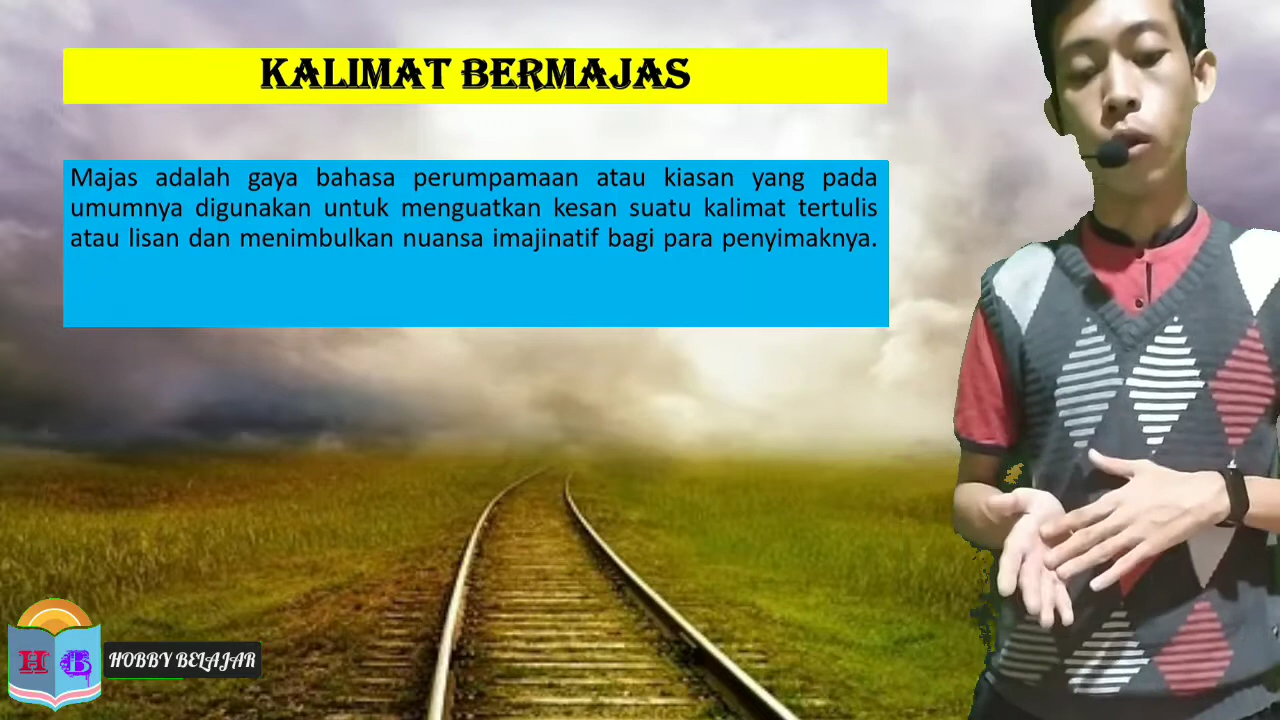 KALIMAT BERMAJAS
Majas adalah gaya bahasa perumpamaan atau kiasan yang pada
umumnya digunakan untuk menguatkan kesan suatu kalimat tertulis
atau lisan dan menimbulkan nuansa imajinatif bagi para penyimaknya.
H B
HOBBY BELAJAR